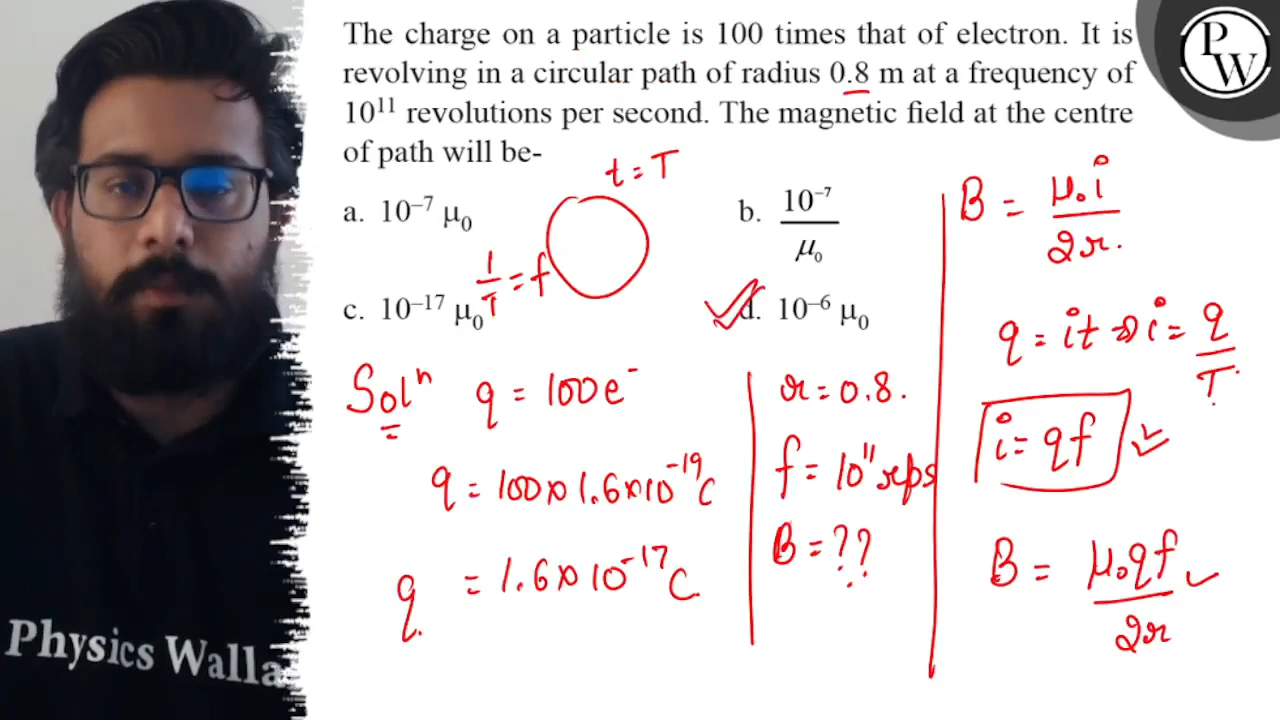 The charge on a particle is 100 times that of electron. It is
revolving in a circular path of radius 0.8 m at a frequency of
10¹¹ revolutions per second. The magnetic field at the centre
of path will be-
a. 10⁻⁷ μ₀
b. 10⁻⁷/μ₀
c. 10⁻¹⁷ μ₀
d. 10⁻⁶ μ₀
t = T
1/T = f
Solⁿ
q = 100e⁻
q = 100 × 1.6 × 10⁻¹⁹ C
q = 1.6 × 10⁻¹⁷ C
r = 0.8.
f = 10¹¹ reps
B = ??
B = μ₀i/2r.
q = it ⇒ i = q/T
i = qf
B = μ₀qf/2r
PW
Physics Walla